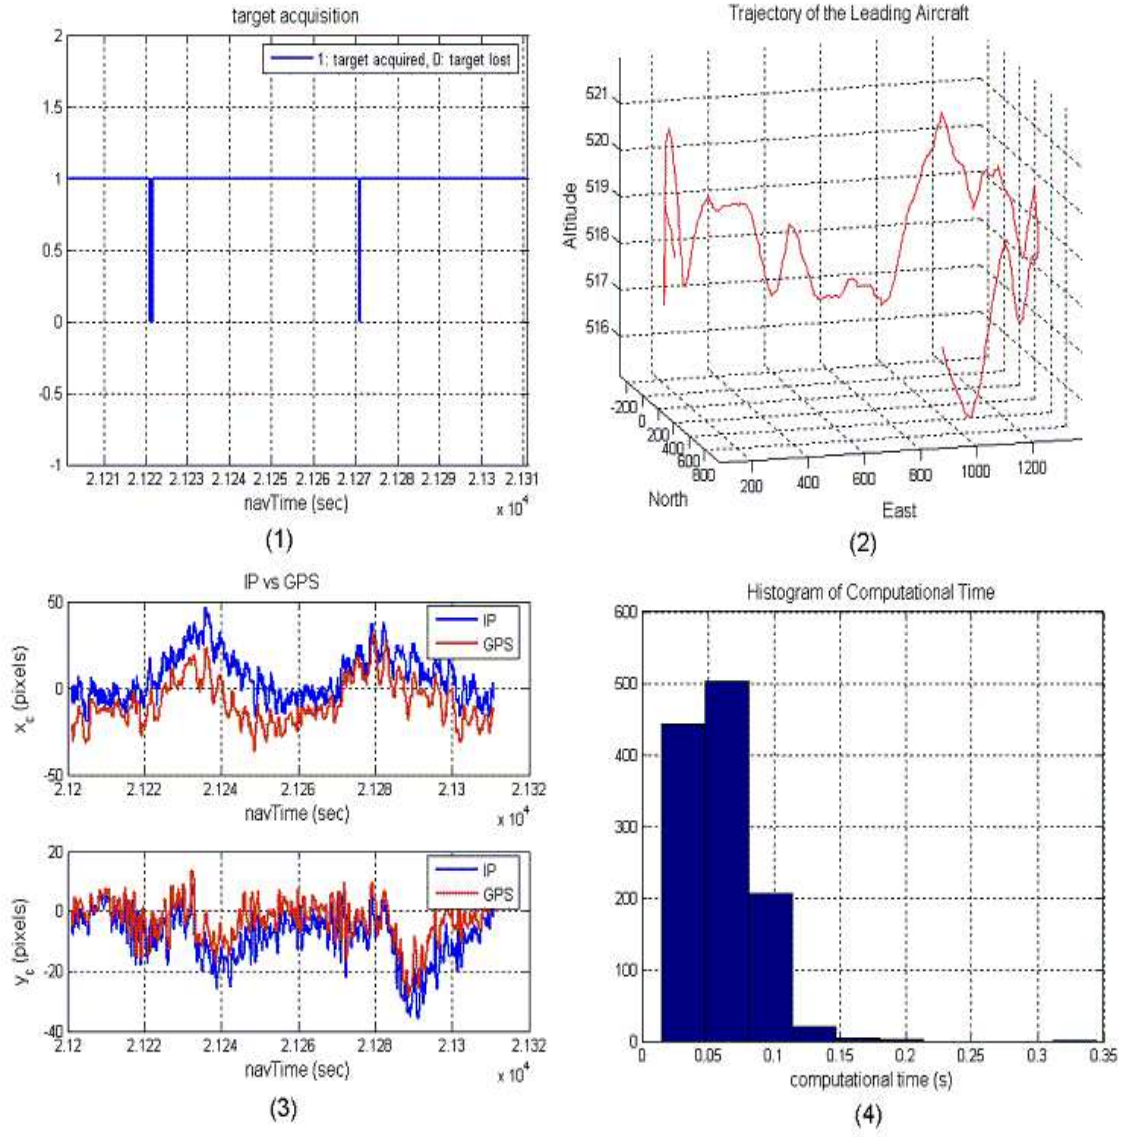 target acquisition
2
1.5
1
0.5
0
-0.5
-1
1: target acquired, 0: target lost
2.121 2.122 2.123 2.124 2.125 2.126 2.127 2.128 2.129 2.13 2.131
navTime (sec)
x 10^4
(1)
Trajectory of the Leading Aircraft
521
520
519
518
517
516
Altitude
-200
0
200
400
600
800
North
200 400 600 800 1000 1200
East
(2)
IP vs GPS
50
0
-50
x_c (pixels)
IP
GPS
2.12 2.122 2.124 2.126 2.128 2.13 2.132
navTime (sec)
x 10^4
20
0
-20
-40
y_c (pixels)
IP
GPS
2.12 2.122 2.124 2.126 2.128 2.13 2.132
navTime (sec)
x 10^4
(3)
Histogram of Computational Time
600
500
400
300
200
100
0
0 0.05 0.1 0.15 0.2 0.25 0.3 0.35
computational time (s)
(4)